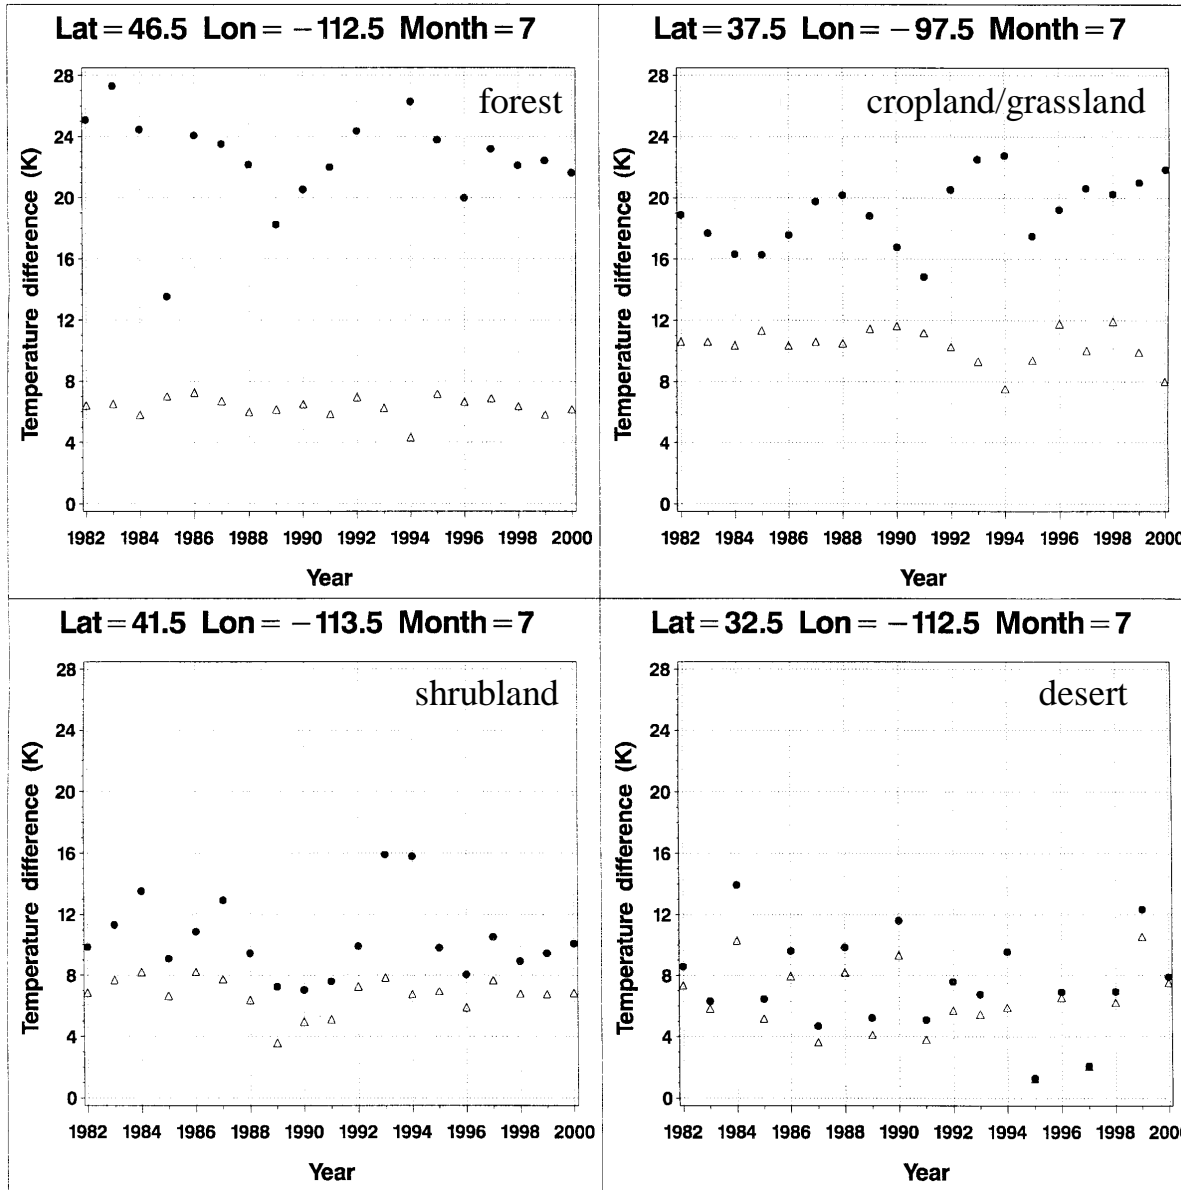 Lat=46.5 Lon=−112.5 Month=7
forest
Temperature difference (K)
28
24
20
16
12
8
4
0
1982 1984 1986 1988 1990 1992 1994 1996 1998 2000
Year
Lat=37.5 Lon=−97.5 Month=7
cropland/grassland
Temperature difference (K)
28
24
20
16
12
8
4
0
1982 1984 1986 1988 1990 1992 1994 1996 1998 2000
Year
Lat=41.5 Lon=−113.5 Month=7
shrubland
Temperature difference (K)
28
24
20
16
12
8
4
0
1982 1984 1986 1988 1990 1992 1994 1996 1998 2000
Year
Lat=32.5 Lon=−112.5 Month=7
desert
Temperature difference (K)
28
24
20
16
12
8
4
0
1982 1984 1986 1988 1990 1992 1994 1996 1998 2000
Year